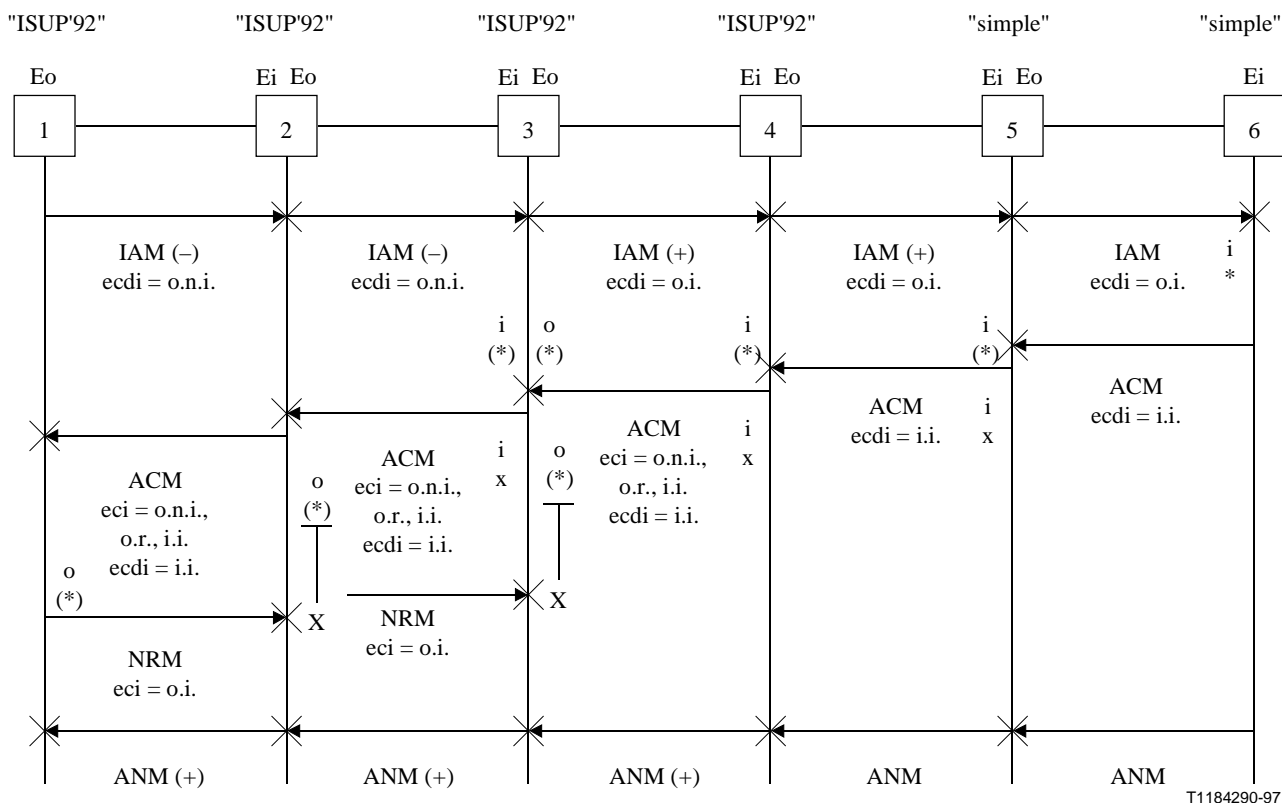 "ISUP'92" "ISUP'92" "ISUP'92" "ISUP'92" "simple" "simple"
Eo Ei Eo Ei Eo Ei Eo Ei Eo Ei
1 2 3 4 5 6
IAM (–) IAM (–) IAM (+) IAM (+) IAM i
ecdi = o.n.i. ecdi = o.n.i. ecdi = o.i. ecdi = o.i. ecdi = o.i. *
i o i i
(*) (*) (*) (*)
ACM
ecdi = i.i.
ACM i
ecdi = i.i. x
ACM i
eci = o.n.i., x
o.r., i.i.
ecdi = i.i.
o
(*)
X
ACM i
eci = o.n.i., x
o.r., i.i.
ecdi = i.i.
o
(*)
X
ACM
eci = o.n.i.,
o.r., i.i.
ecdi = i.i.
o
(*)
NRM
eci = o.i.
NRM
eci = o.i.
ANM (+) ANM (+) ANM (+) ANM ANM
T1184290-97